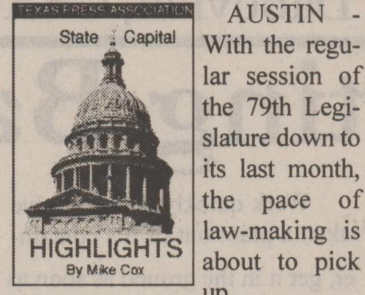 TEXAS PRESS ASSOCIATION
State Capital
HIGHLIGHTS
By Mike Cox
AUSTIN -
With the regu-
lar session of
the 79th Legi-
slature down to
its last month,
the pace of
law-making is
about to pick
up